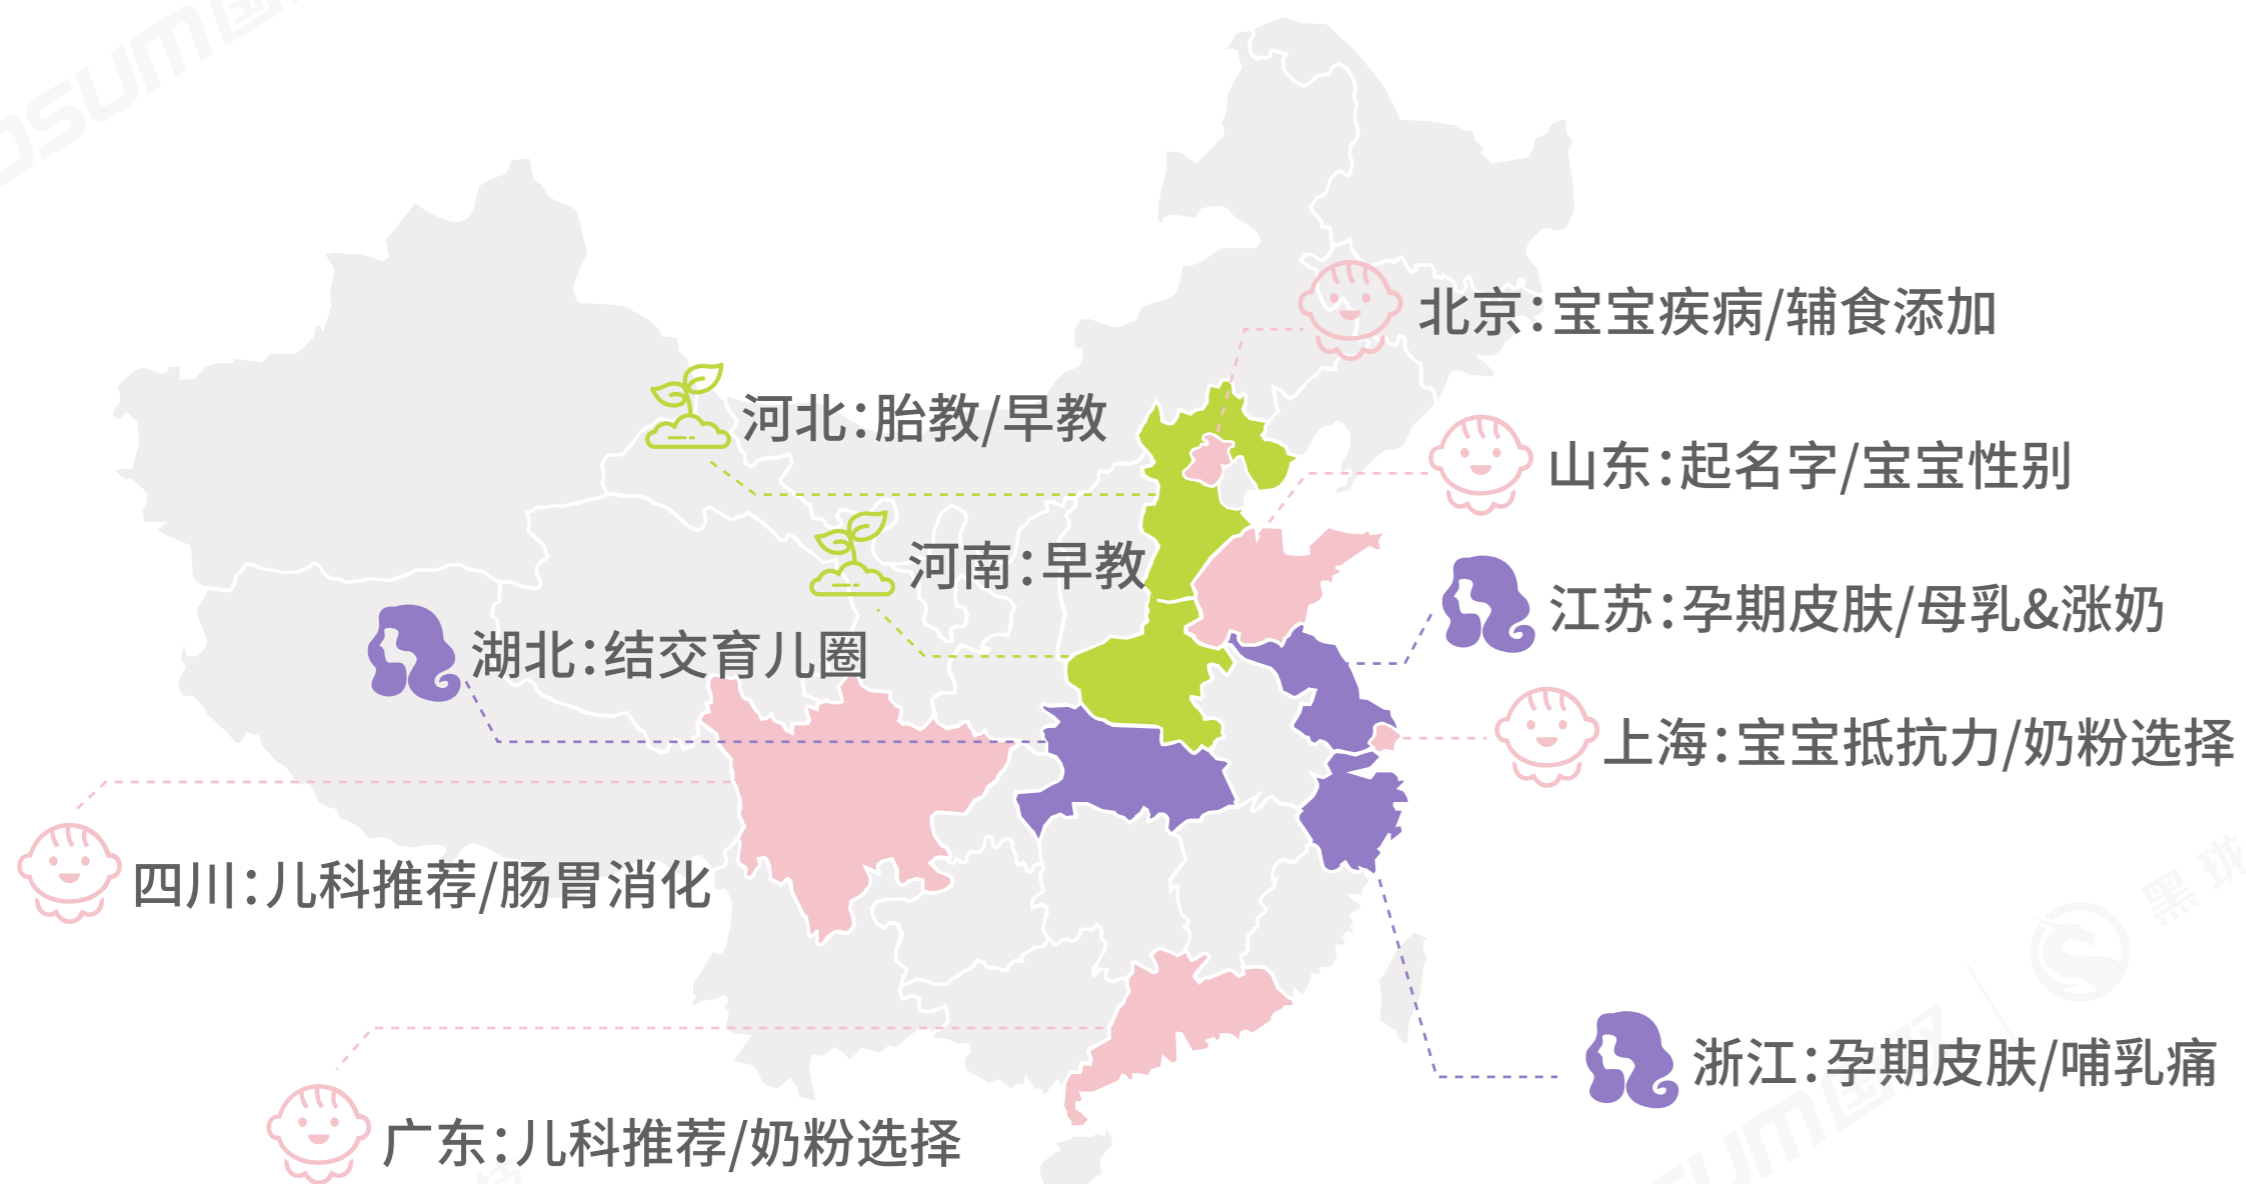 北京：宝宝疾病/辅食添加
河北：胎教/早教
山东：起名字/宝宝性别
河南：早教
江苏：孕期皮肤/母乳&涨奶
湖北：结交育儿圈
上海：宝宝抵抗力/奶粉选择
四川：儿科推荐/肠胃消化
浙江：孕期皮肤/哺乳痛
广东：儿科推荐/奶粉选择